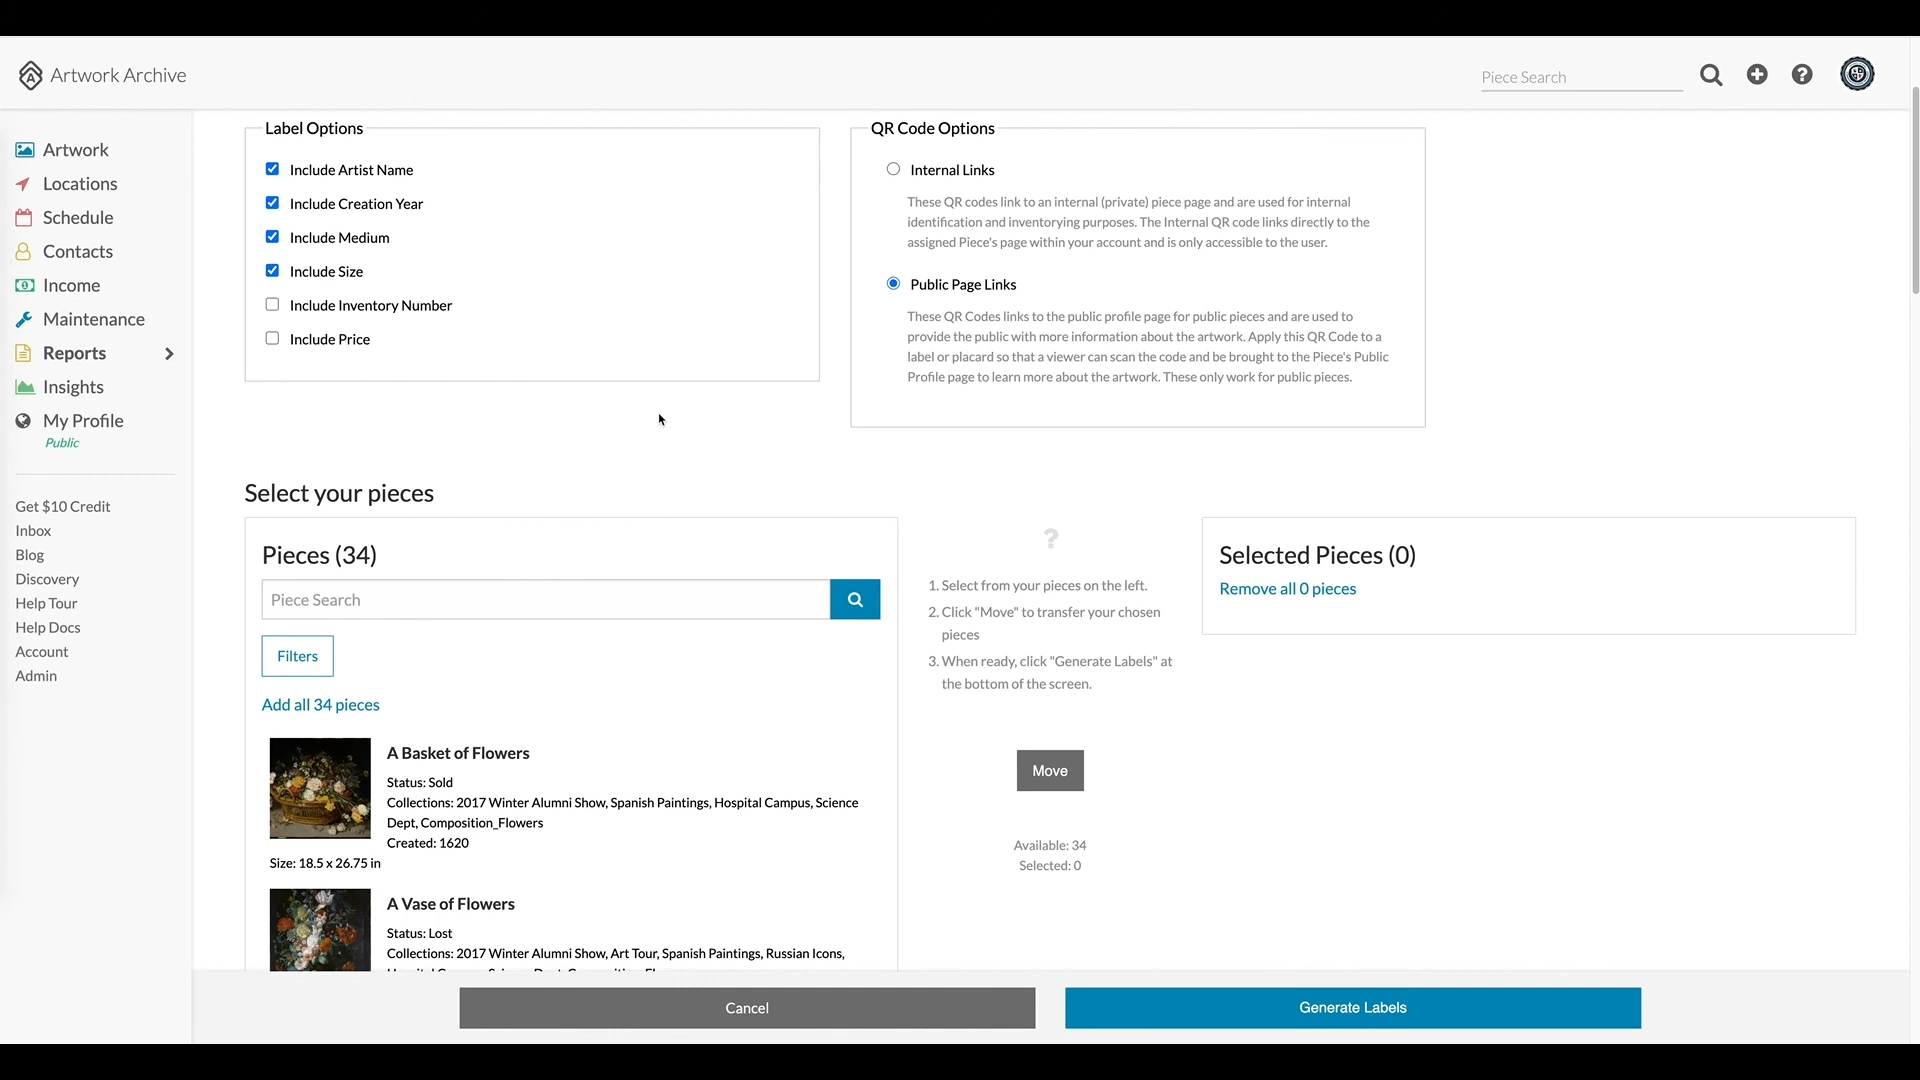 Artwork Archive
Piece Search
Artwork
Locations
Schedule
Contacts
Income
Maintenance
Reports
Insights
My Profile
Public
Get $10 Credit
Inbox
Blog
Discovery
Help Tour
Help Docs
Account
Admin
Label Options
Include Artist Name
Include Creation Year
Include Medium
Include Size
Include Inventory Number
Include Price
QR Code Options
Internal Links
These QR codes link to an internal (private) piece page and are used for internal
identification and inventorying purposes. The Internal QR code links directly to the
assigned Piece's page within your account and is only accessible to the user.
Public Page Links
These QR Codes links to the public profile page for public pieces and are used to
provide the public with more information about the artwork. Apply this QR Code to a
label or placard so that a viewer can scan the code and be brought to the Piece's Public
Profile page to learn more about the artwork. These only work for public pieces.
Select your pieces
Pieces (34)
Piece Search
Filters
Add all 34 pieces
A Basket of Flowers
Status: Sold
Collections: 2017 Winter Alumni Show, Spanish Paintings, Hospital Campus, Science
Dept, Composition_Flowers
Created: 1620
Size: 18.5 x 26.75 in
A Vase of Flowers
Status: Lost
Collections: 2017 Winter Alumni Show, Art Tour, Spanish Paintings, Russian Icons,
?
1. Select from your pieces on the left.
2. Click "Move" to transfer your chosen
pieces
3. When ready, click "Generate Labels" at
the bottom of the screen.
Move
Available: 34
Selected: 0
Selected Pieces (0)
Remove all 0 pieces
Cancel
Generate Labels